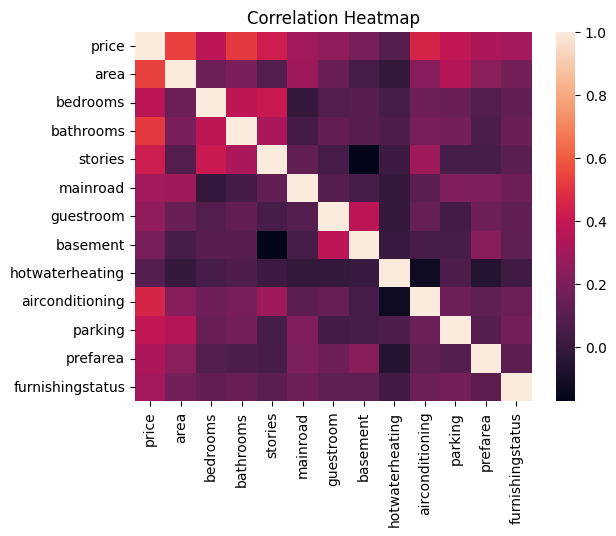 Correlation Heatmap
price
area
bedrooms
bathrooms
stories
mainroad
guestroom
basement
hotwaterheating
airconditioning
parking
prefarea
furnishingstatus
price
area
bedrooms
bathrooms
stories
mainroad
guestroom
basement
hotwaterheating
airconditioning
parking
prefarea
furnishingstatus
1.0
0.8
0.6
0.4
0.2
0.0